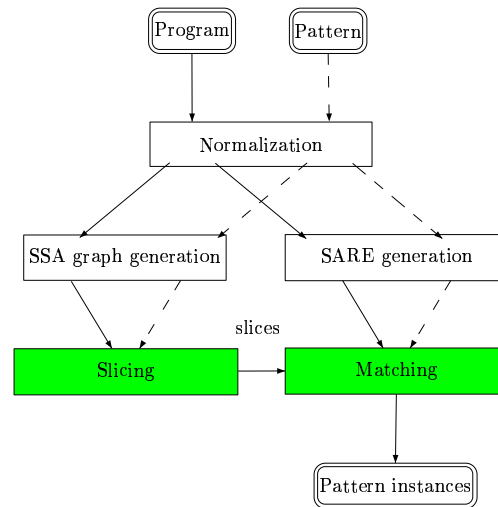 Program
Pattern
Normalization
SSA graph generation
SARE generation
slices
Slicing
Matching
Pattern instances